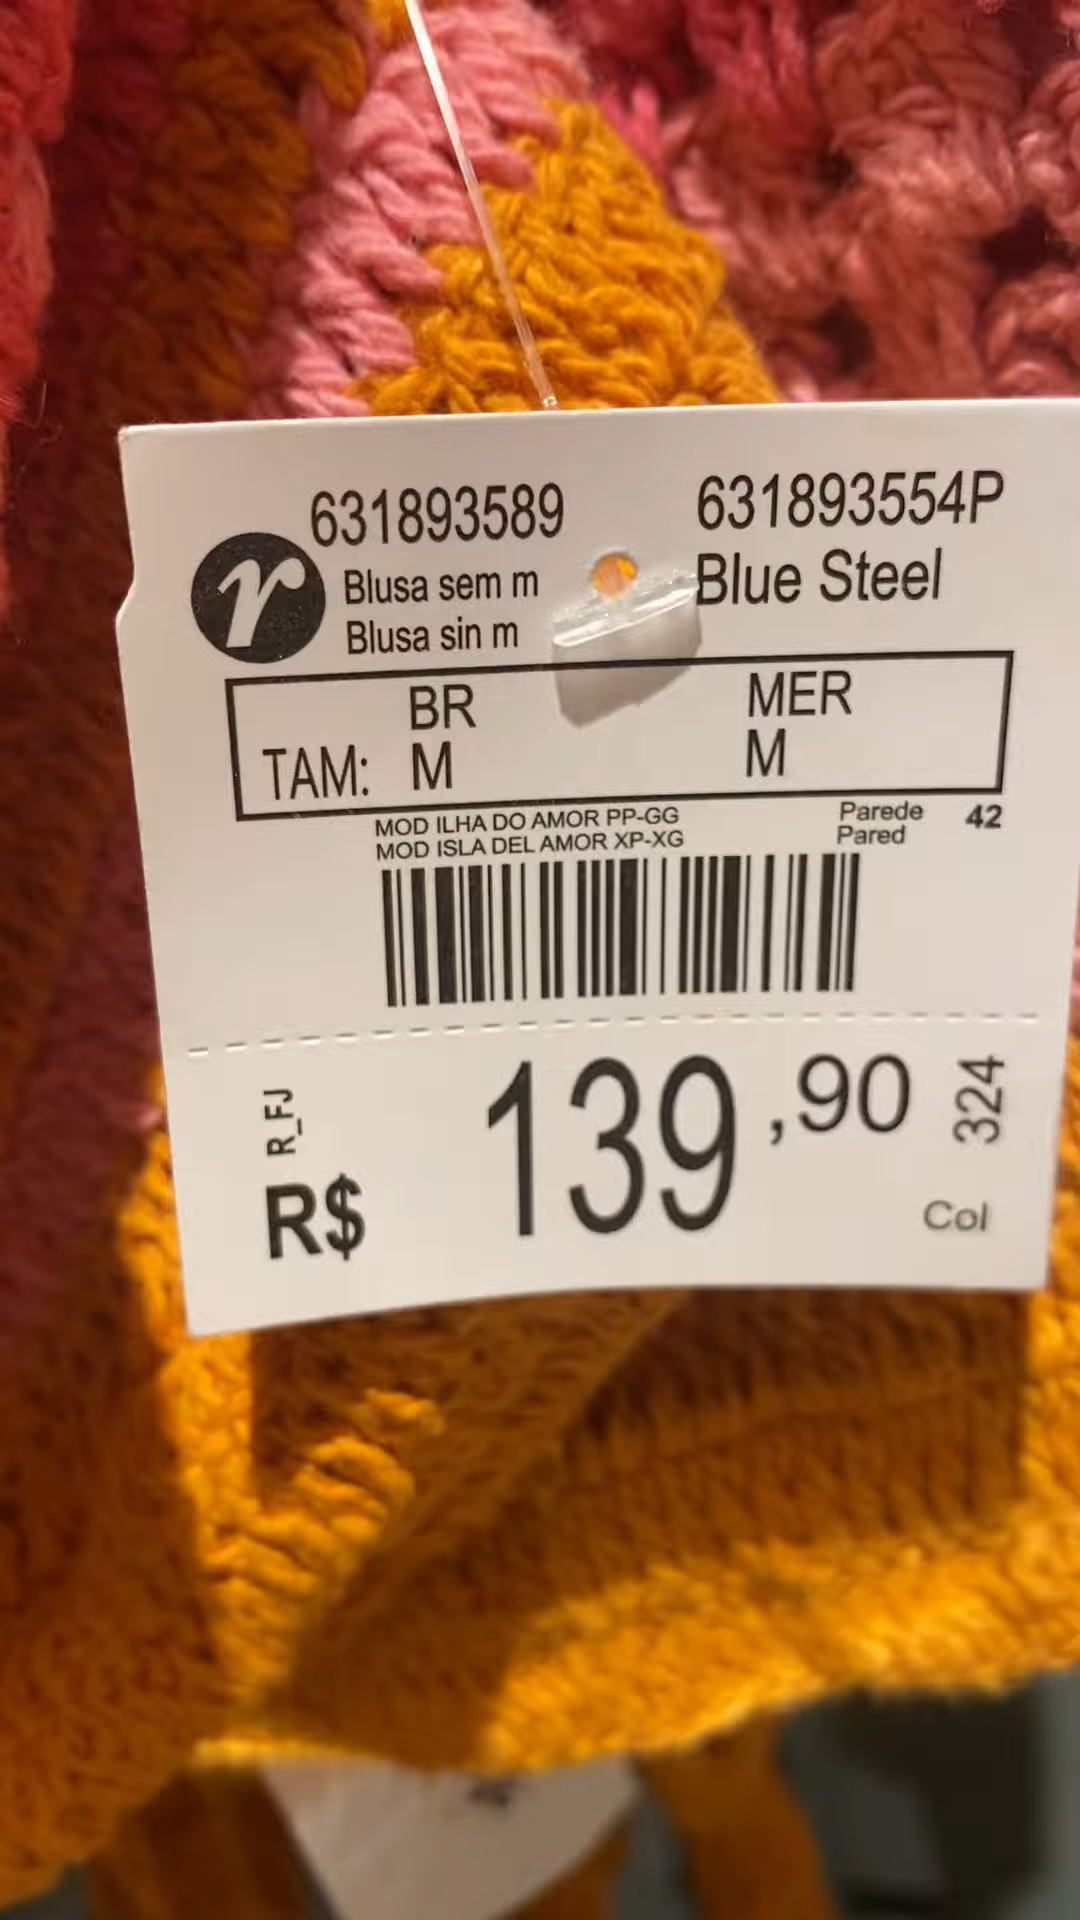 631893589 631893554P
r Blusa sem m Blue Steel
Blusa sin m
BR MER
TAM: M M
MOD ILHA DO AMOR PP-GG Parede 42
MOD ISLA DEL AMOR XP-XG Pared
R_FJ
R$ 139,90
324
Col